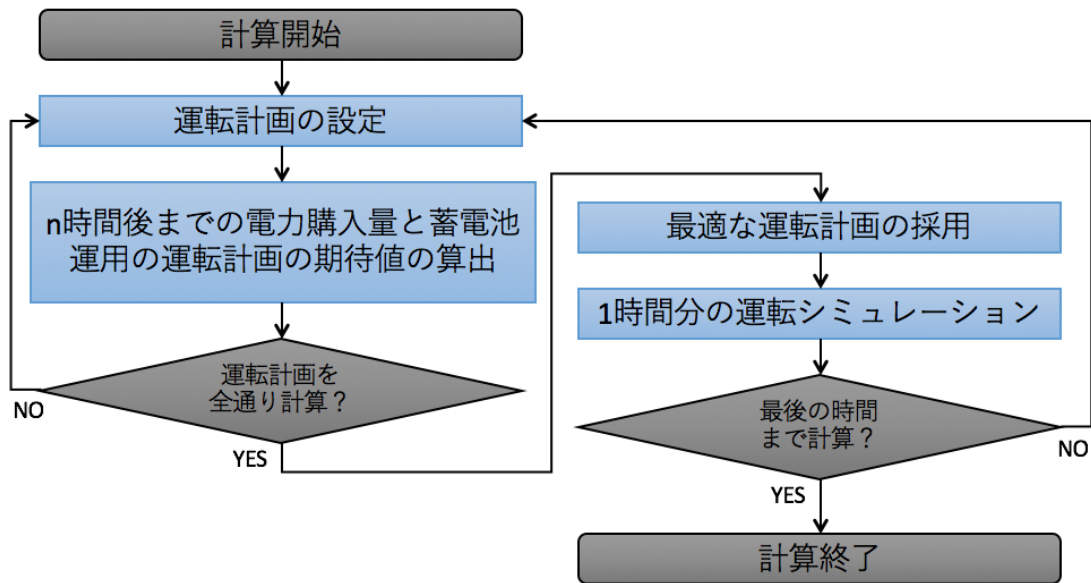 計算開始
運転計画の設定
n時間後までの電力購入量と蓄電池
運用の運転計画の期待値の算出
運転計画を
全通り計算？
NO
YES
最適な運転計画の採用
1時間分の運転シミュレーション
最後の時間
まで計算？
NO
YES
計算終了